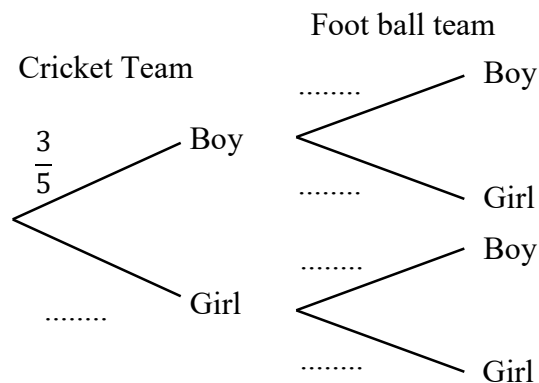 Foot ball team
Cricket Team
3
5
Boy
Girl
........
........
Boy
........
Girl
........
Boy
........
Girl